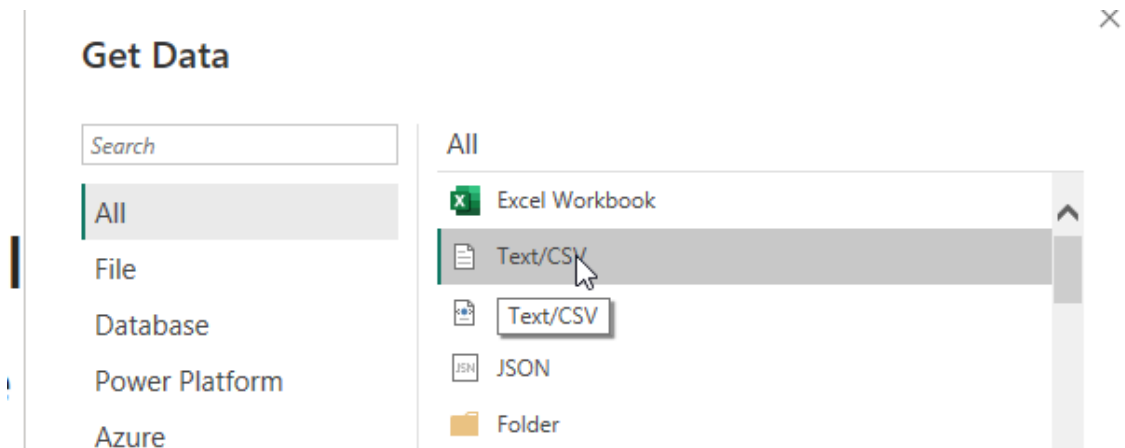 Get Data
Search
All
File
Database
Power Platform
Azure
All
Excel Workbook
Text/CSV
Text/CSV
JSON
Folder